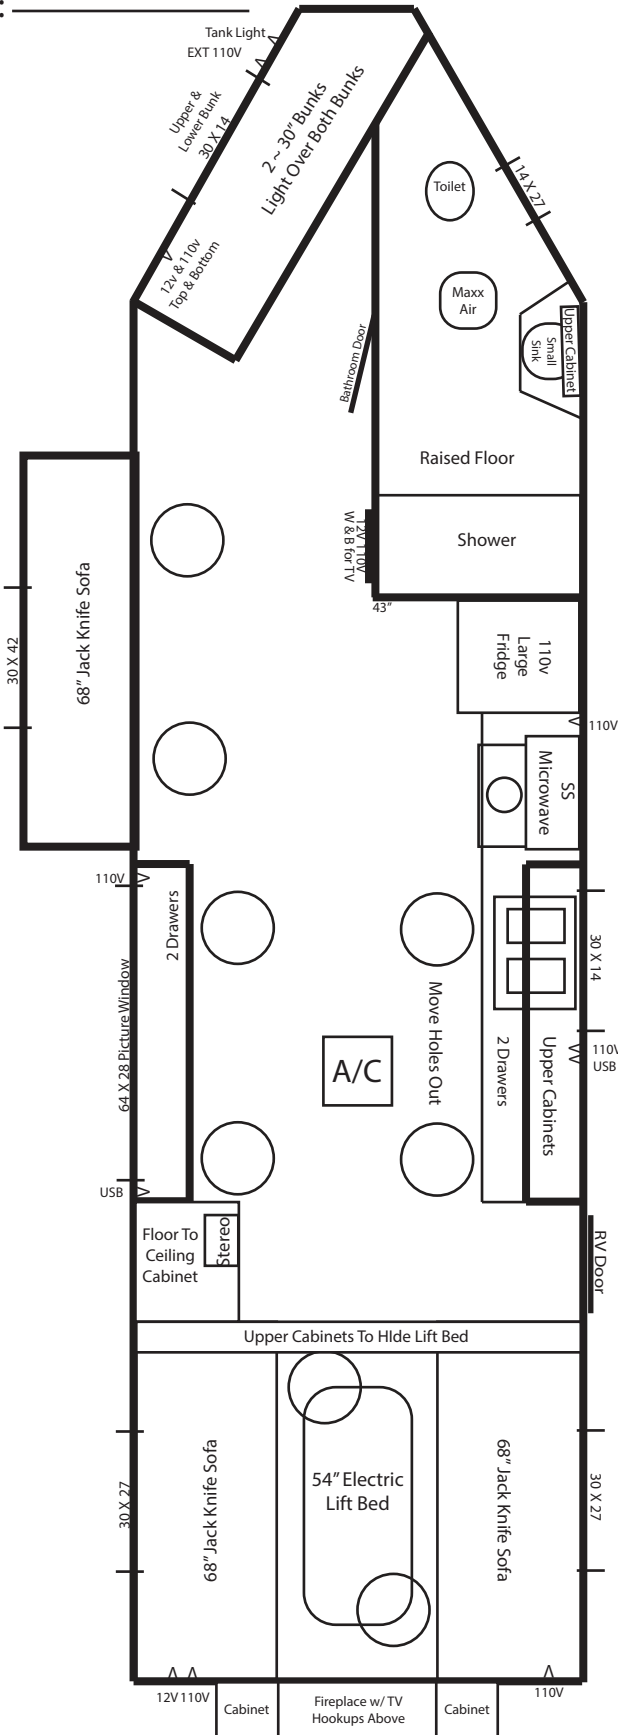 :
Tank Light
EXT 110V
Upper &
Lower Bunk
30 X 14
2 ~ 30" Bunks
Light Over Both Bunks
12v & 110v
Top & Bottom
Toilet
14 X 27
Maxx
Air
Upper Cabinet
Small
Sink
Bathroom Door
Raised Floor
12V 110V
W & B for TV
Shower
43"
68" Jack Knife Sofa
30 X 42
110v
Large
Fridge
110V
SS
Microwave
110V
2 Drawers
64 X 28 Picture Window
USB
30 X 14
110V
USB
Move Holes Out
2 Drawers
Upper Cabinets
A/C
Floor To
Ceiling
Cabinet
Stereo
RV Door
Upper Cabinets To HIde Lift Bed
68" Jack Knife Sofa
30 X 27
54" Electric
Lift Bed
68" Jack Knife Sofa
30 X 27
12V 110V
110V
Cabinet
Fireplace w/ TV
Hookups Above
Cabinet